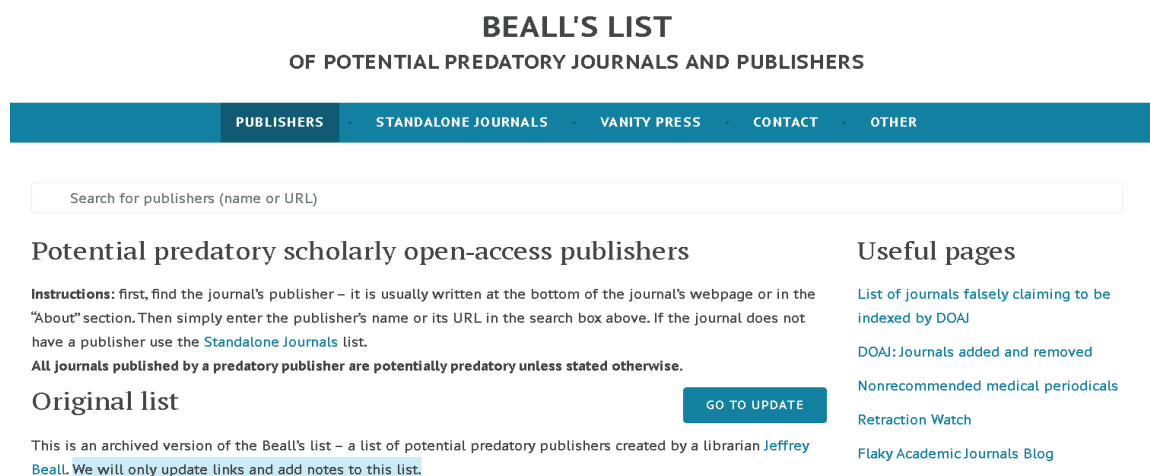 BEALL'S LIST
OF POTENTIAL PREDATORY JOURNALS AND PUBLISHERS
PUBLISHERS • STANDALONE JOURNALS • VANITY PRESS • CONTACT • OTHER
Search for publishers (name or URL)
Potential predatory scholarly open-access publishers
Instructions: first, find the journal's publisher – it is usually written at the bottom of the journal's webpage or in the
“About” section. Then simply enter the publisher's name or its URL in the search box above. If the journal does not
have a publisher use the Standalone Journals list.
All journals published by a predatory publisher are potentially predatory unless stated otherwise.
Original list
GO TO UPDATE
This is an archived version of the Beall's list – a list of potential predatory publishers created by a librarian Jeffrey
Beall. We will only update links and add notes to this list.
Useful pages
List of journals falsely claiming to be
indexed by DOAJ
DOAJ: Journals added and removed
Nonrecommended medical periodicals
Retraction Watch
Flaky Academic Journals Blog